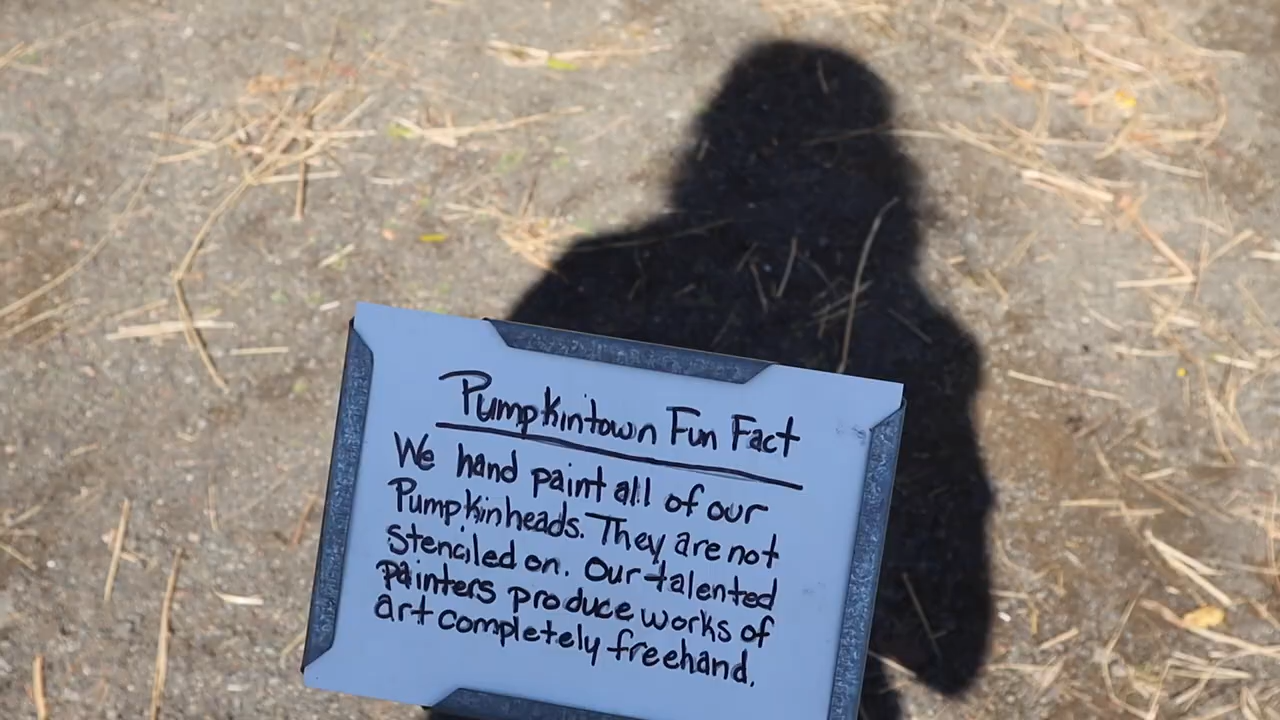 Pumpkintown Fun Fact
We hand paint all of our
Pumpkinheads. They are not
stenciled on. Our talented
painters produce works of
art completely freehand.